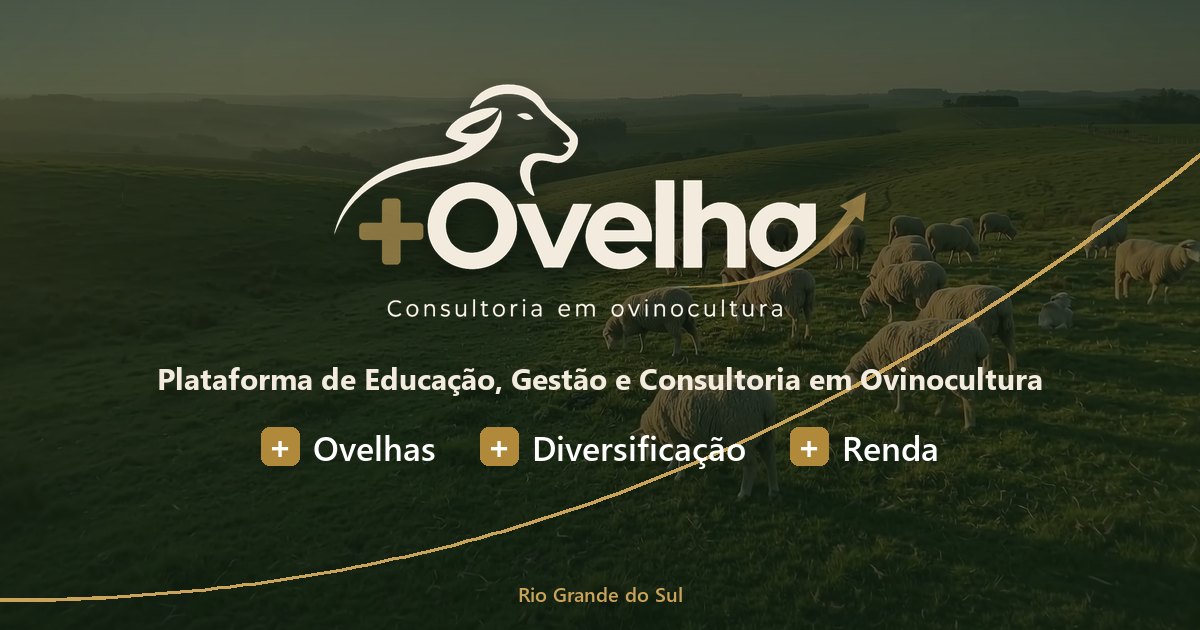 +Ovelha
Consultoria em ovinocultura
Plataforma de Educação, Gestão e Consultoria em Ovinocultura
+ Ovelhas + Diversificação + Renda
Rio Grande do Sul